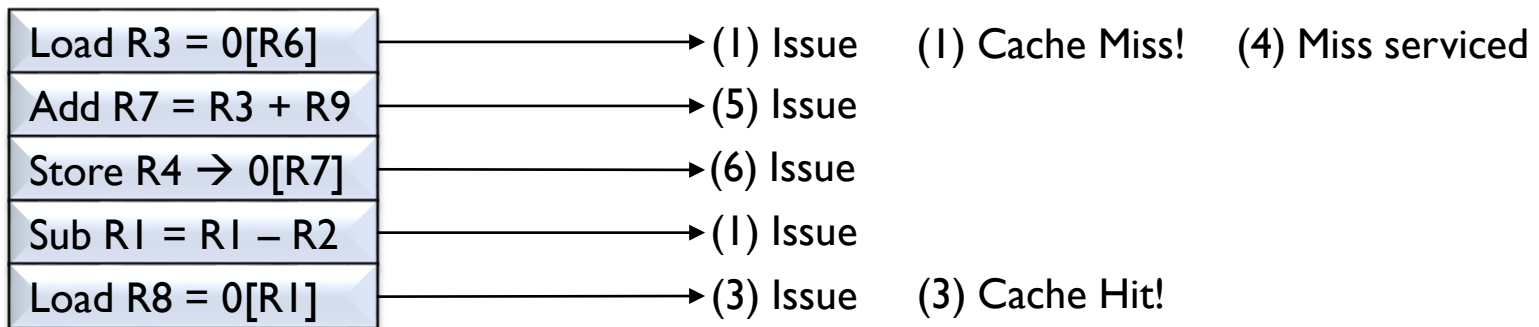 Load R3 = 0[R6] (1) Issue (1) Cache Miss! (4) Miss serviced
Add R7 = R3 + R9 (5) Issue
Store R4 → 0[R7] (6) Issue
Sub R1 = R1 – R2 (1) Issue
Load R8 = 0[R1] (3) Issue (3) Cache Hit!